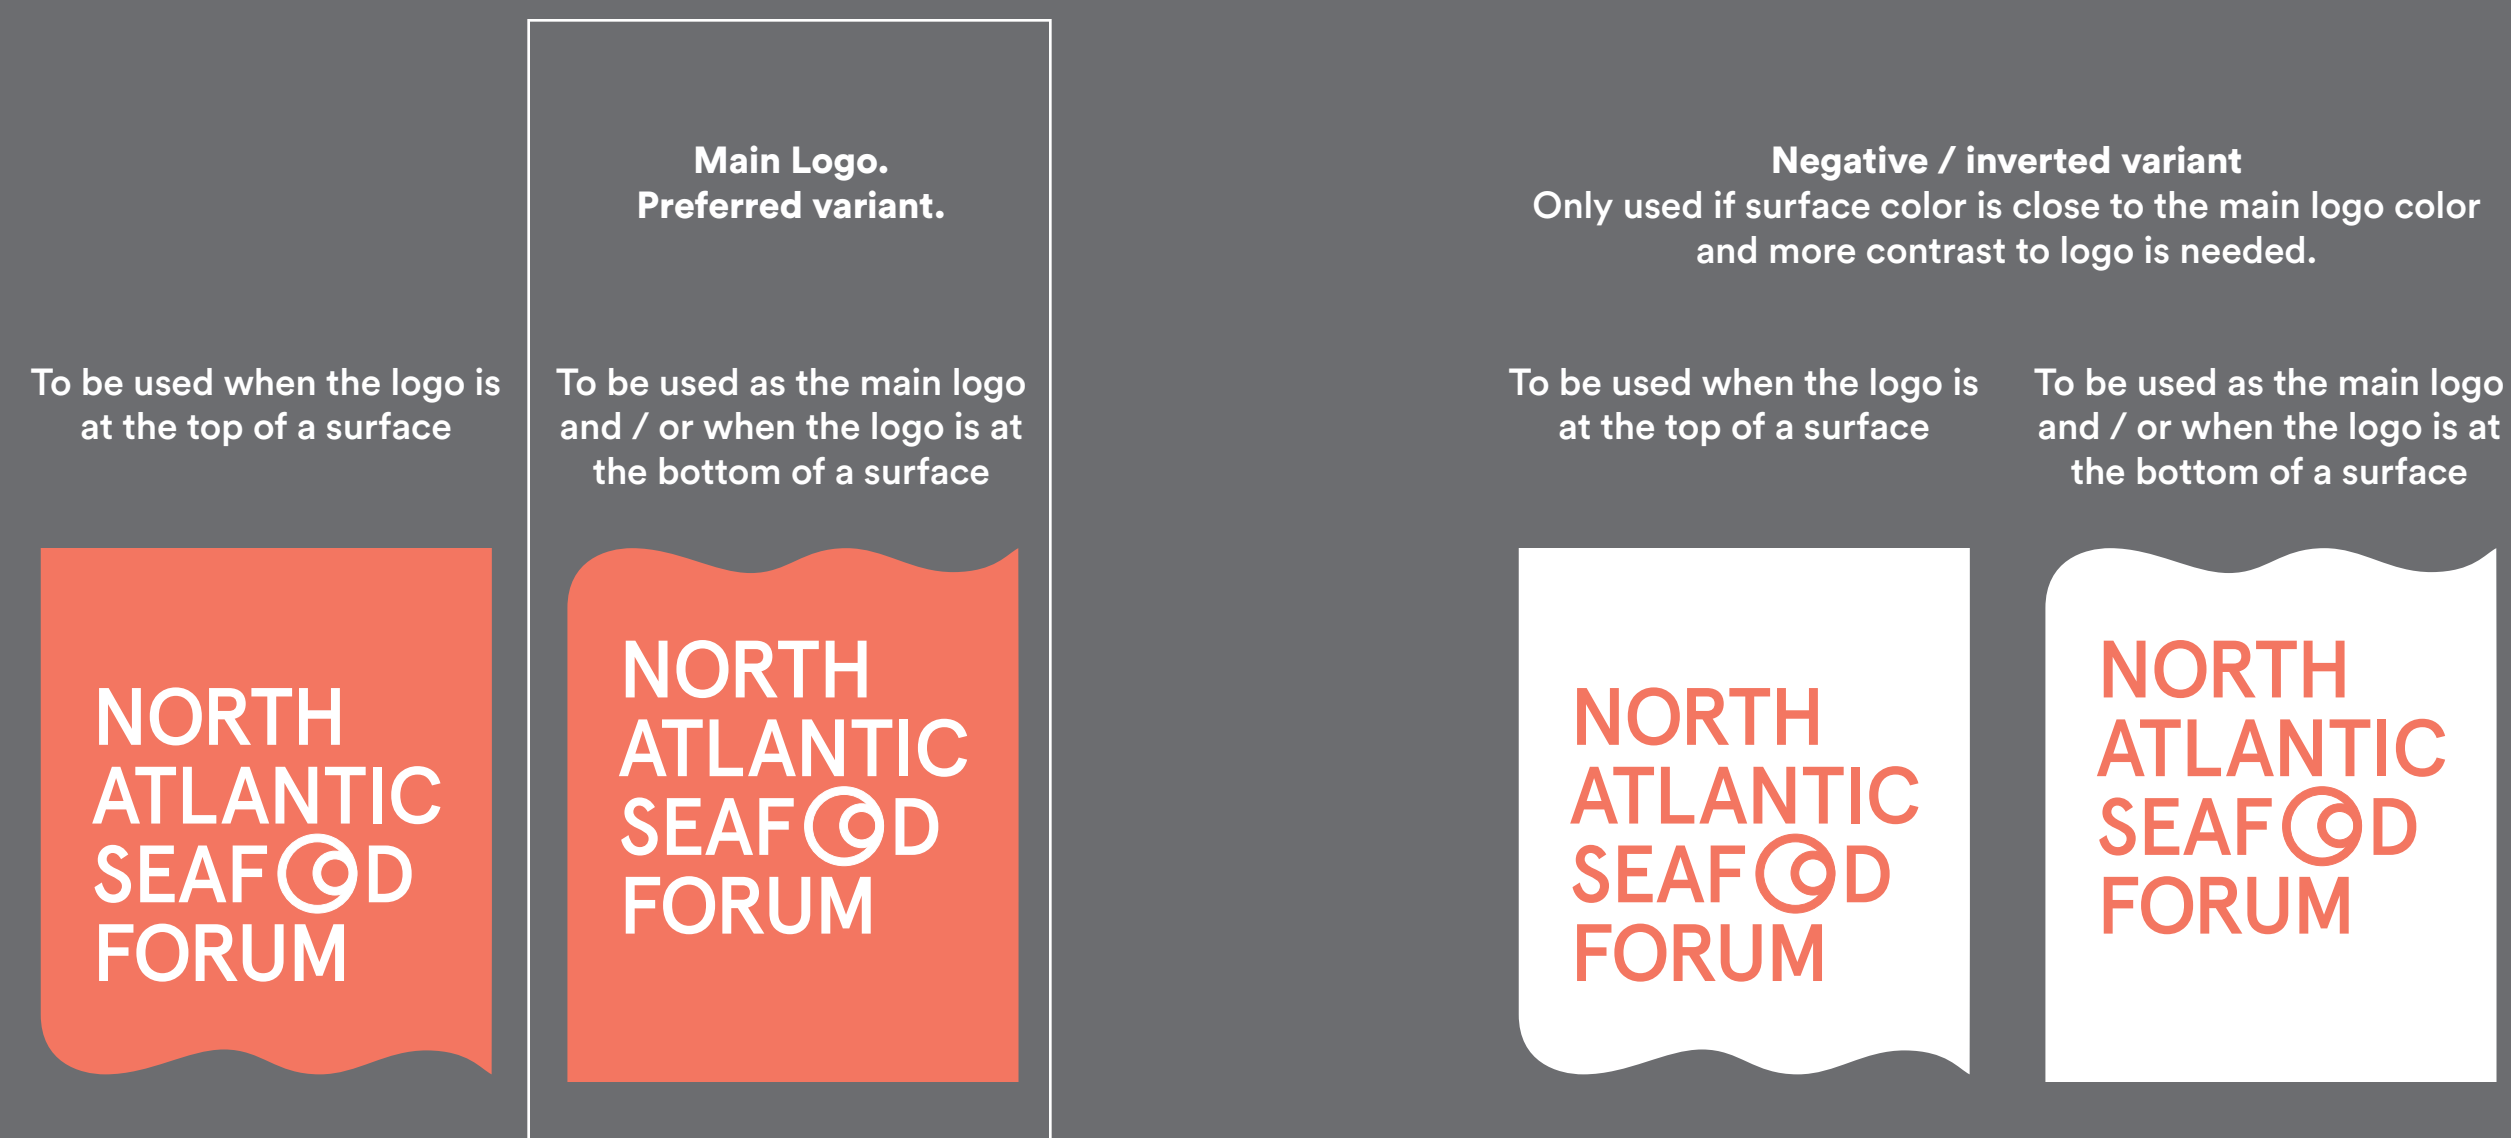 Main Logo.
Preferred variant.
Negative / inverted variant
Only used if surface color is close to the main logo color
and more contrast to logo is needed.
To be used when the logo is
at the top of a surface
To be used as the main logo
and / or when the logo is at
the bottom of a surface
To be used when the logo is
at the top of a surface
To be used as the main logo
and / or when the logo is at
the bottom of a surface
NORTH
ATLANTIC
SEAFOOD
FORUM
NORTH
ATLANTIC
SEAFOOD
FORUM
NORTH
ATLANTIC
SEAFOOD
FORUM
NORTH
ATLANTIC
SEAFOOD
FORUM